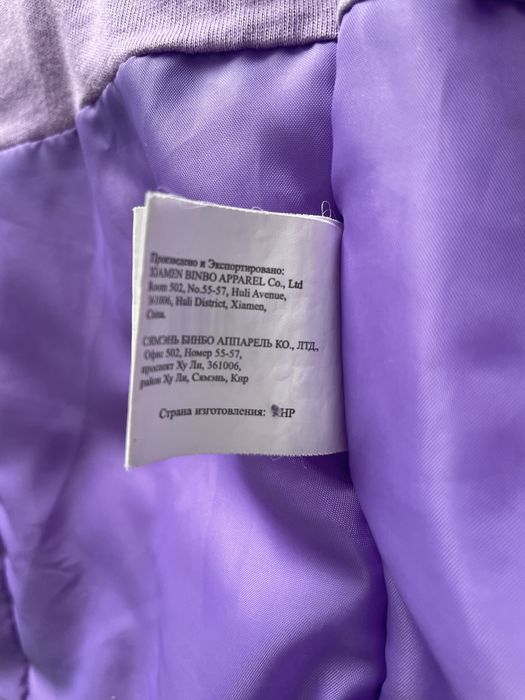 Произведено и Экспортировано:
XIAMEN BINBO APPAREL Co., Ltd
Room 502, No.55-57, Huli Avenue,
361006, Huli District, Xiamen,
China.
СЯМЭНЬ БИНБО АППАРЕЛЬ КО., ЛТД.,
Офис 502, Номер 55-57,
проспект Ху Ли, 361006,
район Ху Ли, Сямэнь, Кнр
Страна изготовления: КНР